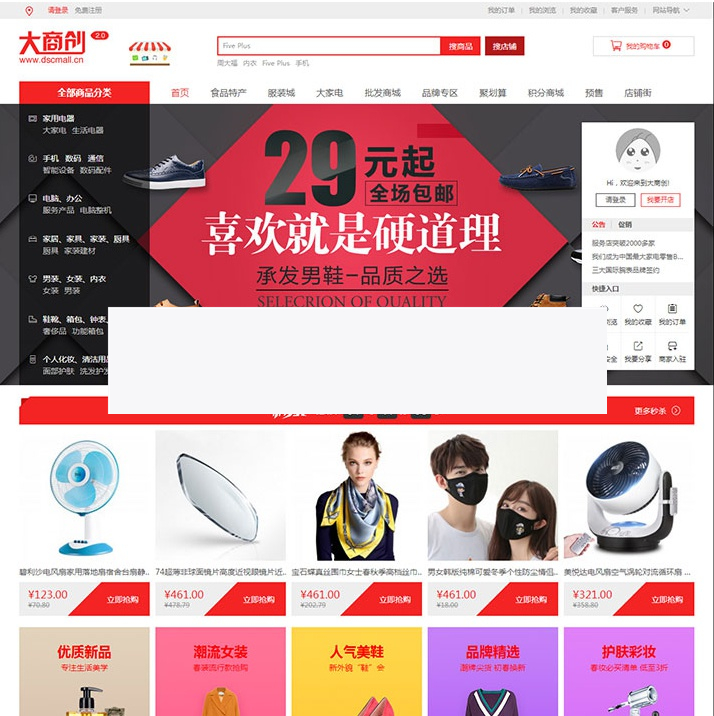 请登录 免费注册 我的订单 我的浏览 我的收藏 客户服务 网站导航
大商创 2.0
www.dscmall.cn
Five Plus 搜商品 搜店铺
我的购物车 0
周大福 内衣 Five Plus 手机
全部商品分类 首页 食品特产 服装城 大家电 批发商城 品牌专区 聚划算 积分商城 预售 店铺街
家用电器
大家电 生活电器
手机 数码 通信
智能设备 数码配件
电脑、办公
服务产品 电脑整机
家居、家具、家装、厨具
厨具 家装建材
男装、女装、内衣
女装 男装
鞋靴、箱包、钟表、
奢侈品 功能箱包
个人化妆、清洁用品
面部护肤 洗发护发
29元起
全场包邮
喜欢就是硬道理
承发男鞋-品质之选
SELECRION OF QUALITY
Hi，欢迎来到大商创!
请登录 我要开店
公告 促销
服务店突破2000多家
我们成为中国最大家电零售B...
三大国际腕表品牌签约
快捷入口
我的收藏 我的订单
我要分享 商家入驻
更多秒杀
碧利沙电风扇家用落地扇宿舍台扇静..
¥123.00
¥70.80
立即抢购
74超薄非球面镜片高度近视眼镜片近..
¥461.00
¥478.79
立即抢购
宝石蝶真丝围巾女士春秋季高档丝巾..
¥461.00
¥202.79
立即抢购
男女韩版纯棉可爱冬季个性防尘情侣..
¥461.00
¥18.00
立即抢购
美悦达电风扇空气涡轮对流循环扇 ...
¥321.00
¥358.80
立即抢购
优质新品
专注生活美学
潮流女装
春装流行款抢购
人气美鞋
新外貌“鞋”会
品牌精选
潮牌尖货 初春换新
护肤彩妆
春妆必买清单 低至3折